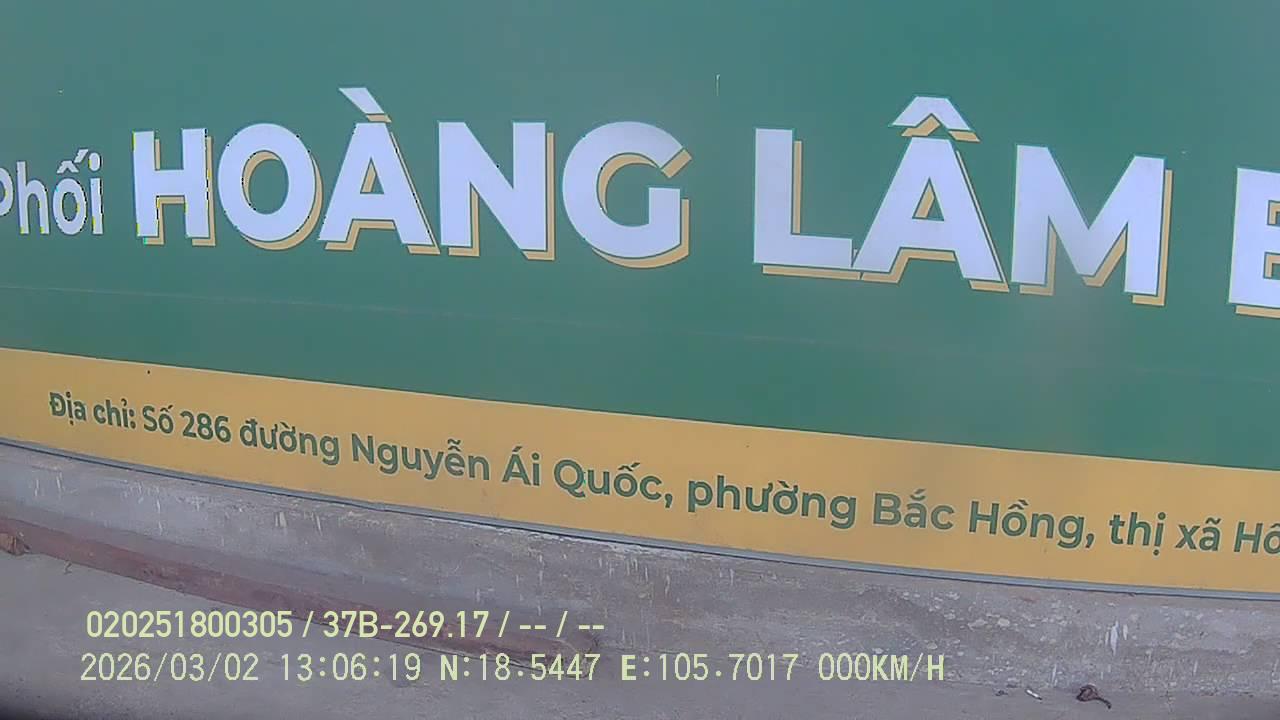 Phối HOÀNG LÂM
Địa chỉ: Số 286 đường Nguyễn Ái Quốc, phường Bắc Hồng, thị xã
020251800305 / 37B-269.17 / -- / --
2026/03/02 13:06:19 N:18.5447 E:105.7017 000KM/H